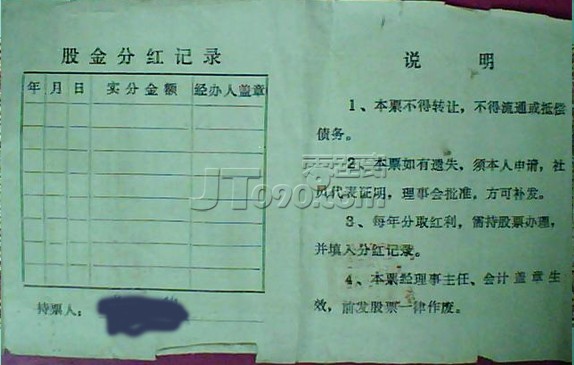 股金分红记录
年 月 日 实分金额 经办人盖章
持票人：
说 明
1、本票不得转让，不得流通或抵偿
债务。
2、本票如有遗失，须本人申请，社
员代表证明，理事会批准，方可补发。
3、每年分取红利，需持股票办理，
并填入分红记录。
4、本票经理事主任、会计盖章生
效，前发股票一律作废。
JT090.com